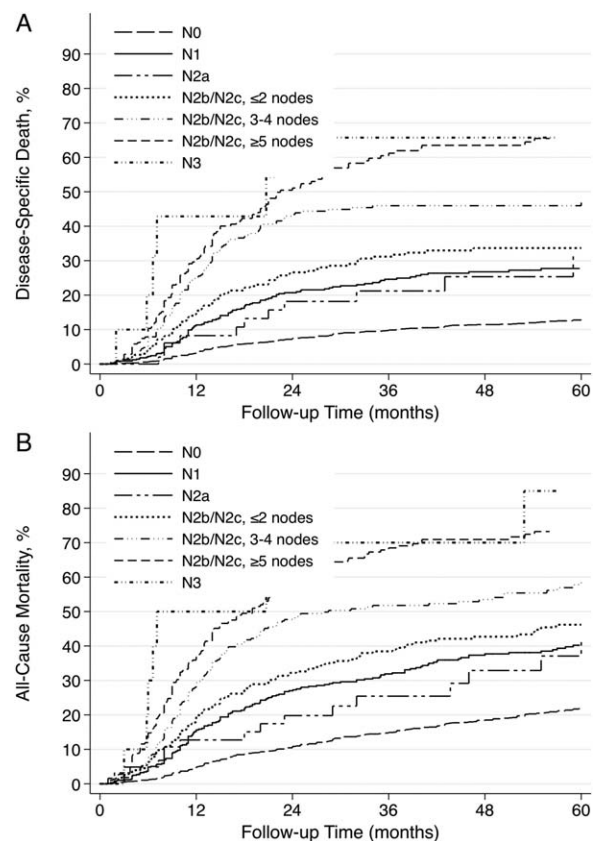 A
Disease-Specific Death, %
90
80
70
60
50
40
30
20
10
0
N0
N1
N2a
N2b/N2c, ≤2 nodes
N2b/N2c, 3-4 nodes
N2b/N2c, ≥5 nodes
N3
0 12 24 36 48 60
Follow-up Time (months)
B
All-Cause Mortality, %
90
80
70
60
50
40
30
20
10
0
N0
N1
N2a
N2b/N2c, ≤2 nodes
N2b/N2c, 3-4 nodes
N2b/N2c, ≥5 nodes
N3
0 12 24 36 48 60
Follow-up Time (months)